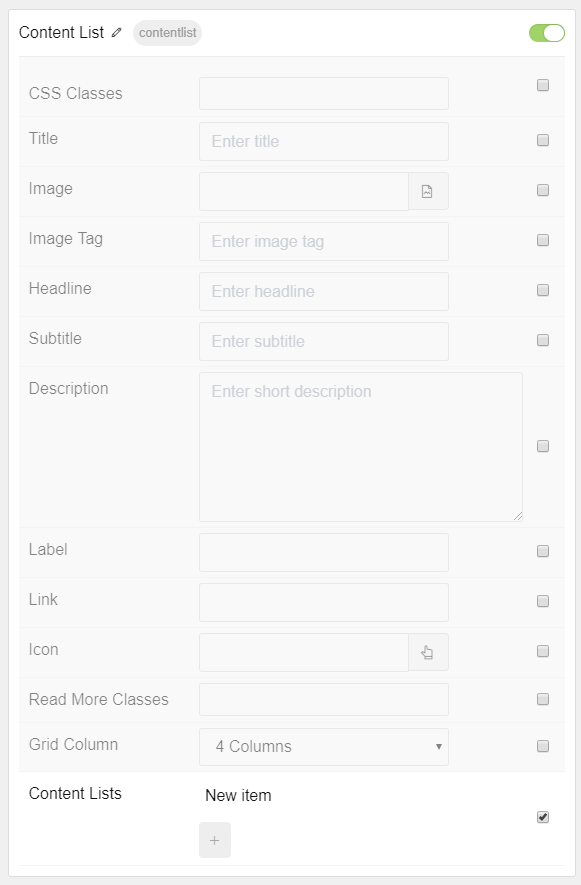 Content List contentlist
CSS Classes
Title Enter title
Image
Image Tag Enter image tag
Headline Enter headline
Subtitle Enter subtitle
Description Enter short description
Label
Link
Icon
Read More Classes
Grid Column 4 Columns
Content Lists New item
+